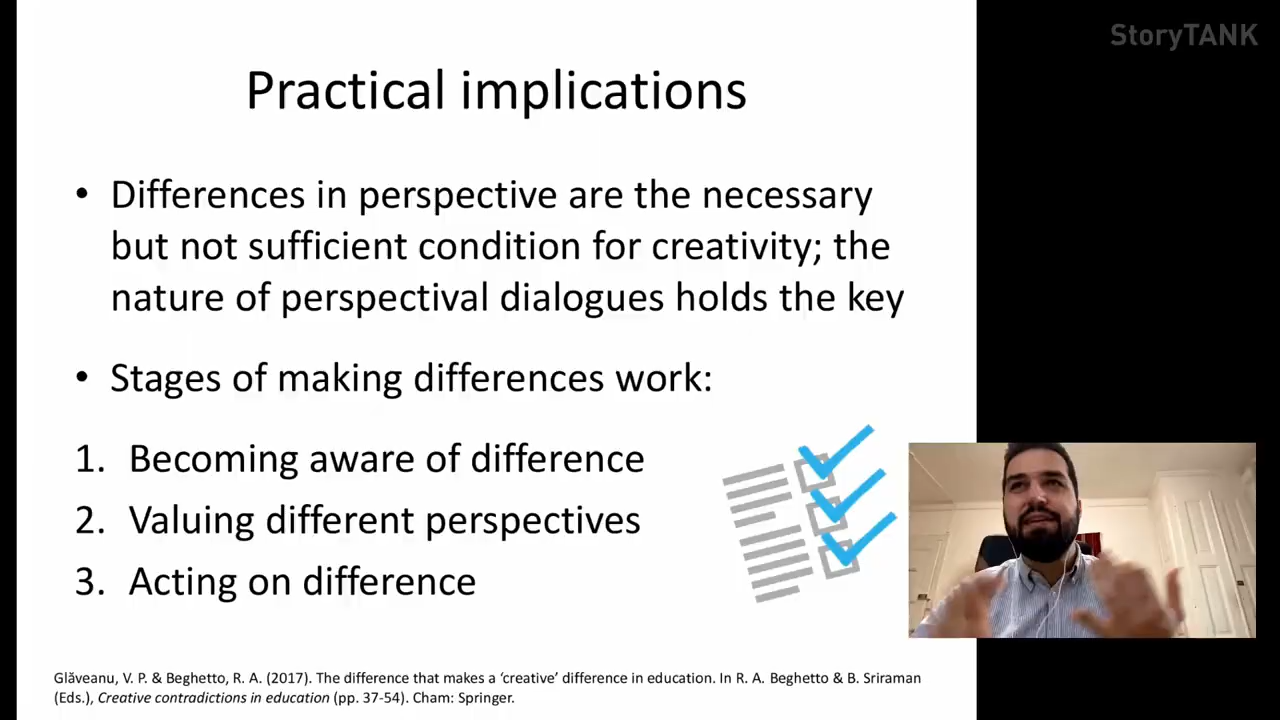 StoryTANK
Practical implications
• Differences in perspective are the necessary
but not sufficient condition for creativity; the
nature of perspectival dialogues holds the key
• Stages of making differences work:
1. Becoming aware of difference
2. Valuing different perspectives
3. Acting on difference
Glăveanu, V. P. & Beghetto, R. A. (2017). The difference that makes a ‘creative’ difference in education. In R. A. Beghetto & B. Sriraman
(Eds.), Creative contradictions in education (pp. 37-54). Cham: Springer.